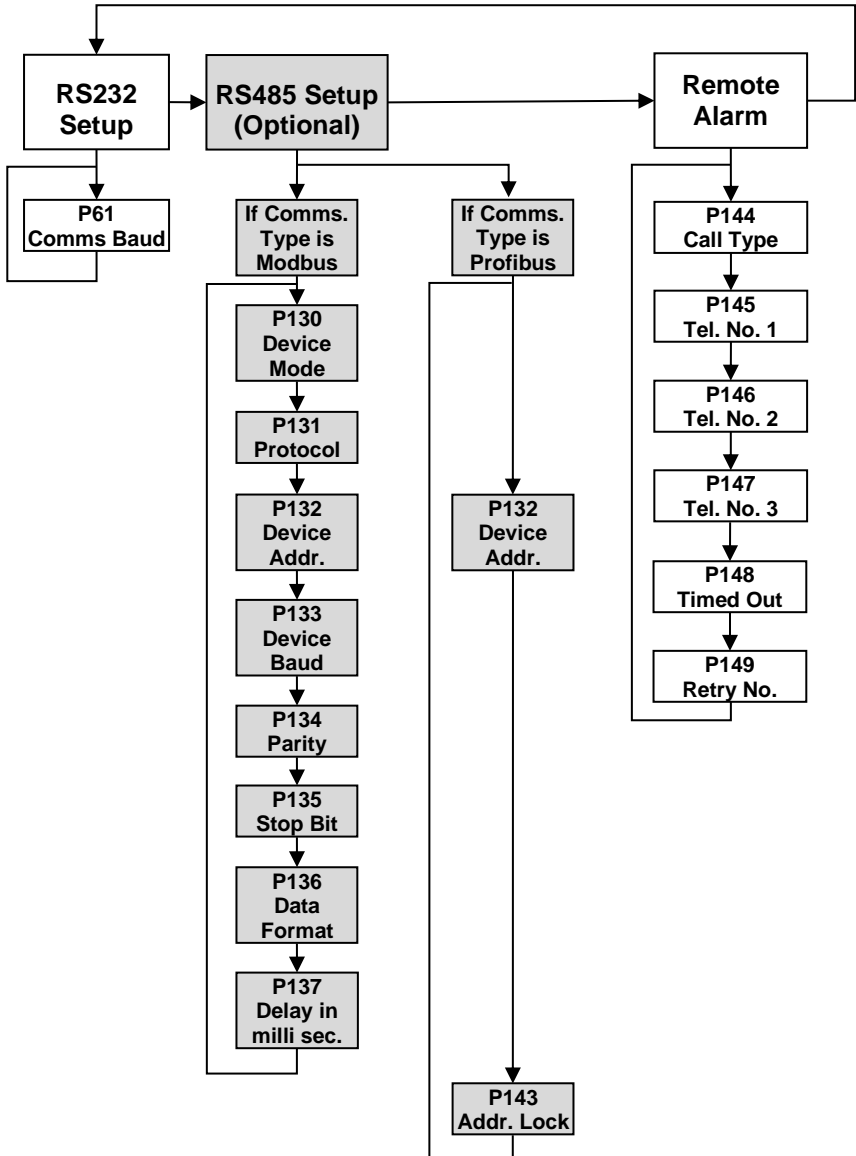 RS232
Setup
RS485 Setup
(Optional)
Remote
Alarm
P61
Comms Baud
If Comms.
Type is
Modbus
P130
Device
Mode
P131
Protocol
P132
Device
Addr.
P133
Device
Baud
P134
Parity
P135
Stop Bit
P136
Data
Format
P137
Delay in
milli sec.
If Comms.
Type is
Profibus
P132
Device
Addr.
P143
Addr. Lock
P144
Call Type
P145
Tel. No. 1
P146
Tel. No. 2
P147
Tel. No. 3
P148
Timed Out
P149
Retry No.